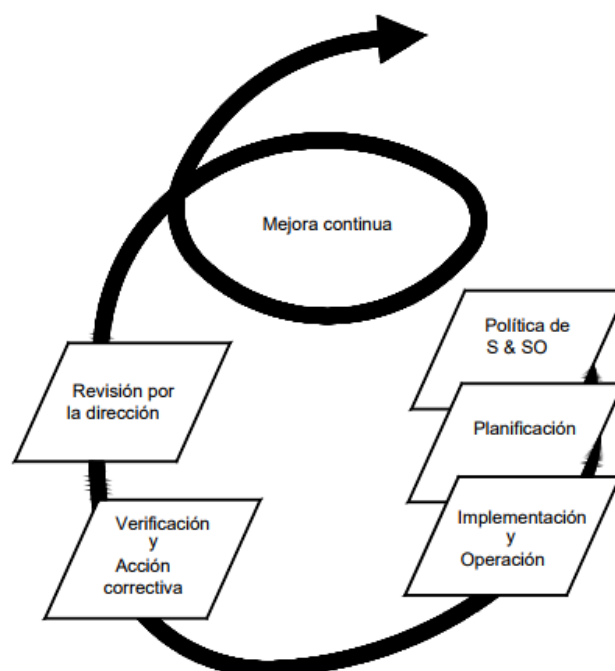 Mejora continua
Política de
S & SO
Planificación
Implementación
y
Operación
Revisión por
la dirección
Verificación
y
Acción
correctiva